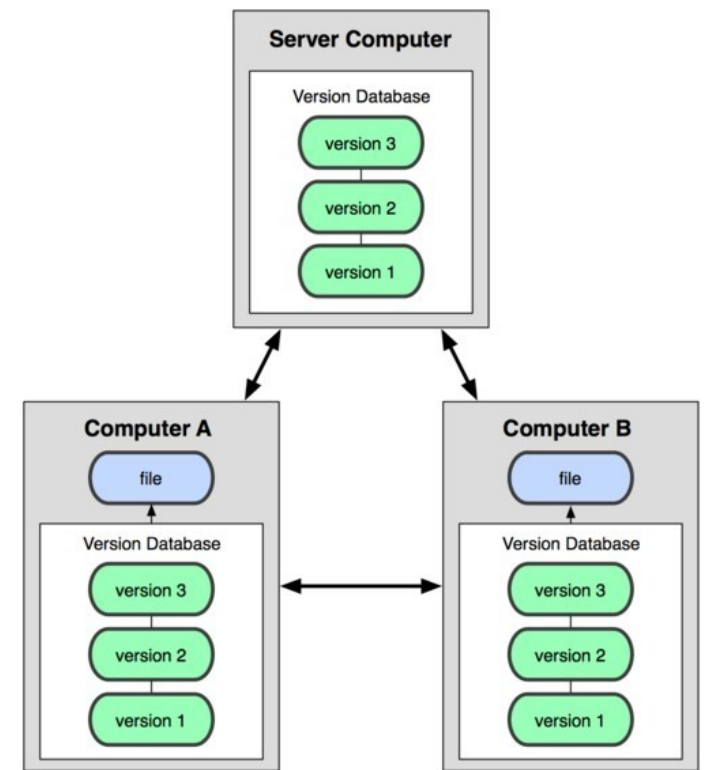 Server Computer
Version Database
version 3
version 2
version 1
Computer A
file
Version Database
version 3
version 2
version 1
Computer B
file
Version Database
version 3
version 2
version 1